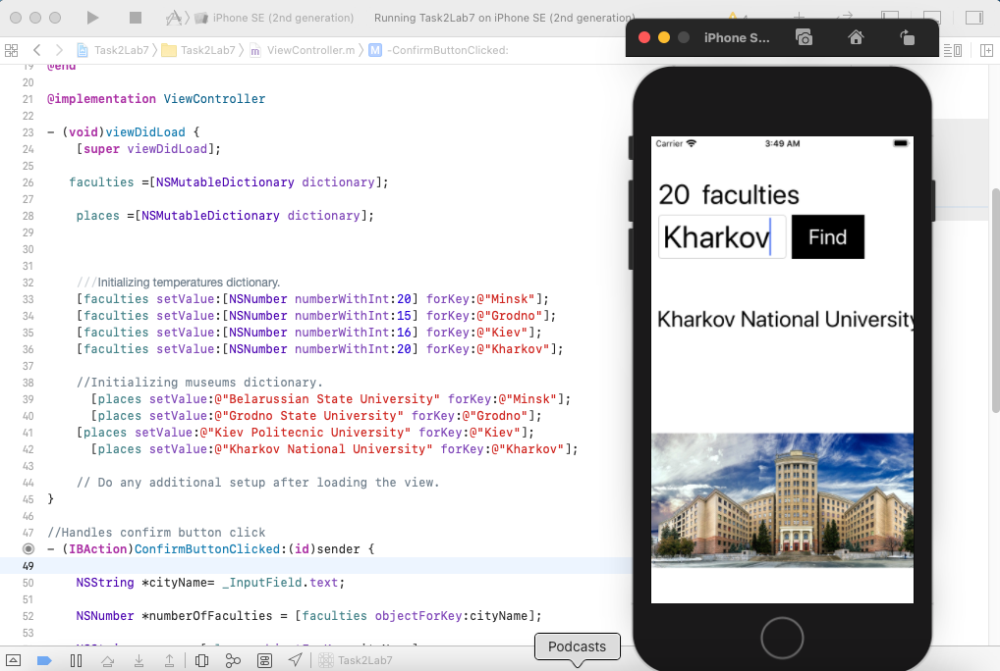 iPhone SE (2nd generation)
Running Task2Lab7 on iPhone SE (2nd generation)
Task2Lab7
Task2Lab7
m ViewController.m
M -ConfirmButtonClicked:
19 @end
20
21 @implementation ViewController
22
23 - (void)viewDidLoad {
24 [super viewDidLoad];
25
26 faculties =[NSMutableDictionary dictionary];
27
28 places =[NSMutableDictionary dictionary];
29
30
31
32 ///Initializing temperatures dictionary.
33 [faculties setValue:[NSNumber numberWithInt:20] forKey:@"Minsk"];
34 [faculties setValue:[NSNumber numberWithInt:15] forKey:@"Grodno"];
35 [faculties setValue:[NSNumber numberWithInt:16] forKey:@"Kiev"];
36 [faculties setValue:[NSNumber numberWithInt:20] forKey:@"Kharkov"];
37
38 //Initializing museums dictionary.
39 [places setValue:@"Belarussian State University" forKey:@"Minsk"];
40 [places setValue:@"Grodno State University" forKey:@"Grodno"];
41 [places setValue:@"Kiev Politecnic University" forKey:@"Kiev"];
42 [places setValue:@"Kharkov National University" forKey:@"Kharkov"];
43
44 // Do any additional setup after loading the view.
45 }
46
47 //Handles confirm button click
- (IBAction)ConfirmButtonClicked:(id)sender {
49
50 NSString *cityName= _InputField.text;
51
52 NSNumber *numberOfFaculties = [faculties objectForKey:cityName];
53
Task2Lab7
iPhone S...
Carrier
3:49 AM
20 faculties
Kharkov
Find
Kharkov National University
Podcasts